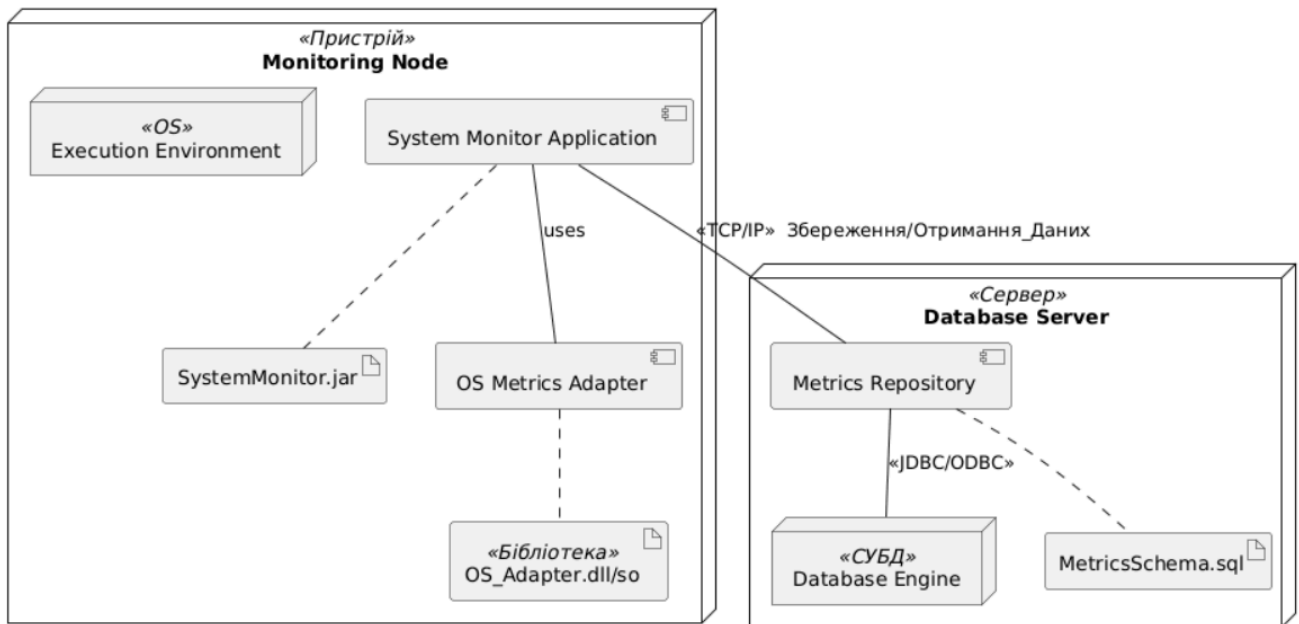 «Пристрій»
Monitoring Node
«OS»
Execution Environment
System Monitor Application
uses
«TCP/IP» Збереження/Отримання_Даних
«Сервер»
Database Server
SystemMonitor.jar
OS Metrics Adapter
Metrics Repository
«JDBC/ODBC»
«Бібліотека»
OS_Adapter.dll/so
«СУБД»
Database Engine
MetricsSchema.sql